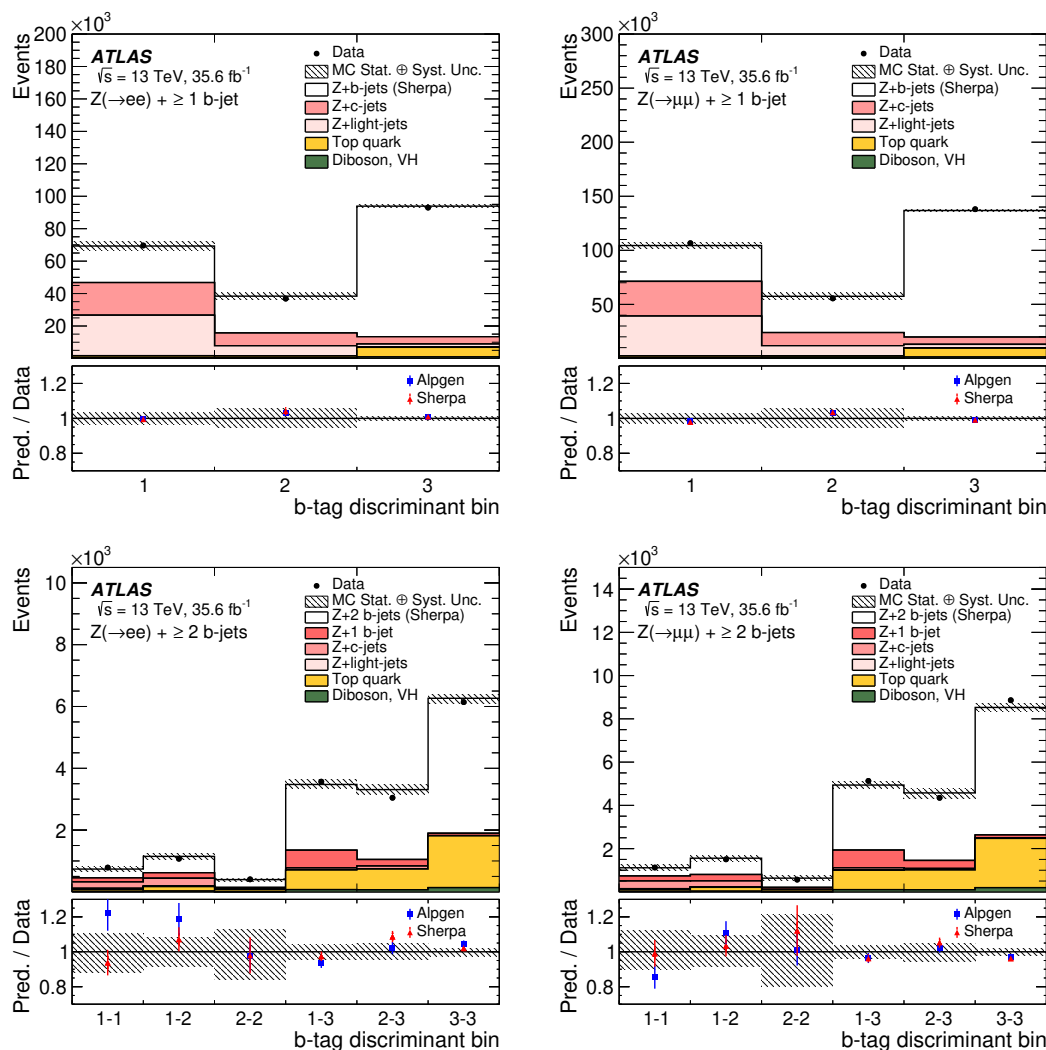 ×10³
Events
200
180
160
140
120
100
80
60
40
20
ATLAS
√s = 13 TeV, 35.6 fb⁻¹
Z(→ee) + ≥ 1 b-jet
Data
MC Stat. ⊕ Syst. Unc.
Z+b-jets (Sherpa)
Z+c-jets
Z+light-jets
Top quark
Diboson, VH
Pred. / Data
1.2
1
0.8
Alpgen
Sherpa
1 2 3
b-tag discriminant bin
×10³
Events
300
250
200
150
100
50
ATLAS
√s = 13 TeV, 35.6 fb⁻¹
Z(→μμ) + ≥ 1 b-jet
Data
MC Stat. ⊕ Syst. Unc.
Z+b-jets (Sherpa)
Z+c-jets
Z+light-jets
Top quark
Diboson, VH
Pred. / Data
1.2
1
0.8
Alpgen
Sherpa
1 2 3
b-tag discriminant bin
×10³
Events
10
8
6
4
2
ATLAS
√s = 13 TeV, 35.6 fb⁻¹
Z(→ee) + ≥ 2 b-jets
Data
MC Stat. ⊕ Syst. Unc.
Z+2 b-jets (Sherpa)
Z+1 b-jet
Z+c-jets
Z+light-jets
Top quark
Diboson, VH
Pred. / Data
1.2
1
0.8
Alpgen
Sherpa
1-1 1-2 2-2 1-3 2-3 3-3
b-tag discriminant bin
×10³
Events
14
12
10
8
6
4
2
ATLAS
√s = 13 TeV, 35.6 fb⁻¹
Z(→μμ) + ≥ 2 b-jets
Data
MC Stat. ⊕ Syst. Unc.
Z+2 b-jets (Sherpa)
Z+1 b-jet
Z+c-jets
Z+light-jets
Top quark
Diboson, VH
Pred. / Data
1.2
1
0.8
Alpgen
Sherpa
1-1 1-2 2-2 1-3 2-3 3-3
b-tag discriminant bin